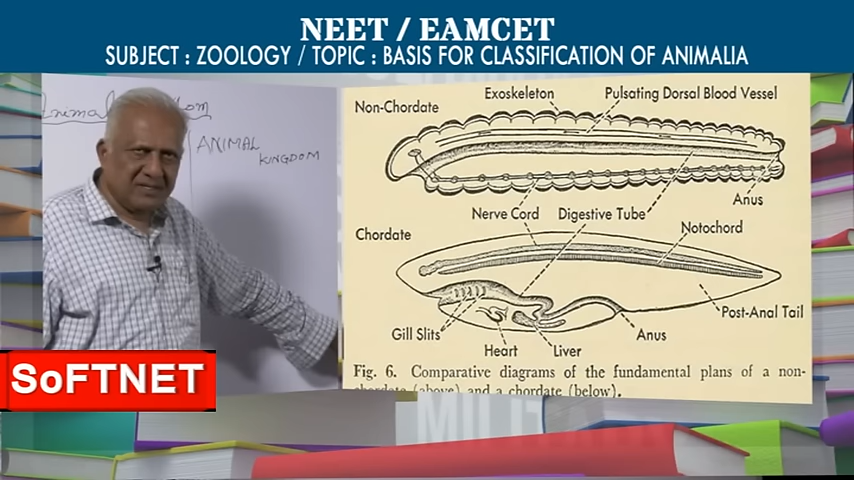 NEET / EAMCET
SUBJECT : ZOOLOGY / TOPIC : BASIS FOR CLASSIFICATION OF ANIMALIA
ANIMAL
KINGDOM
SoFTNET
Non-Chordate
Exoskeleton
Pulsating Dorsal Blood Vessel
Anus
Nerve Cord
Digestive Tube
Notochord
Chordate
Post-Anal Tail
Gill Slits
Anus
Heart
Liver
Fig. 6. Comparative diagrams of the fundamental plans of a non-
chordate (above) and a chordate (below).